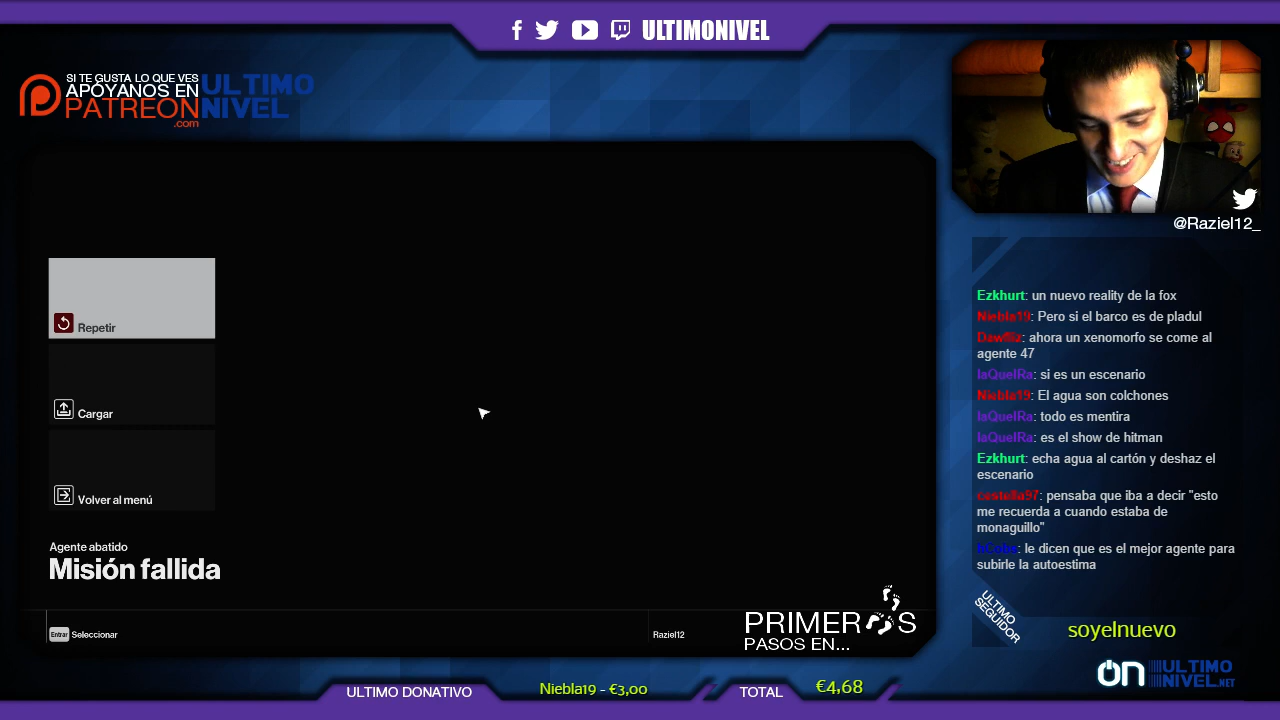 ULTIMONIVEL
SI TE GUSTA LO QUE VES
APOYANOS EN
PATREON
.com
ULTIMO
NIVEL
@Raziel12_
Repetir
Cargar
Volver al menú
Agente abatido
Misión fallida
Entrar Seleccionar
Raziel12
PRIMEROS
PASOS EN...
Ezkhurt: un nuevo reality de la fox
Niebla19: Pero si el barco es de pladul
Dawfliz: ahora un xenomorfo se come al
agente 47
laQueIRa: si es un escenario
Niebla19: El agua son colchones
laQueIRa: todo es mentira
laQueIRa: es el show de hitman
Ezkhurt: echa agua al cartón y deshaz el
escenario
costulla97: pensaba que iba a decir "esto
me recuerda a cuando estaba de
monaguillo"
: le dicen que es el mejor agente para
subirle la autoestima
ULTIMO
SEGUIDOR
soyelnuevo
ON
ULTIMO
NIVEL.NET
ULTIMO DONATIVO
Niebla19 - €3,00
TOTAL
€4,68